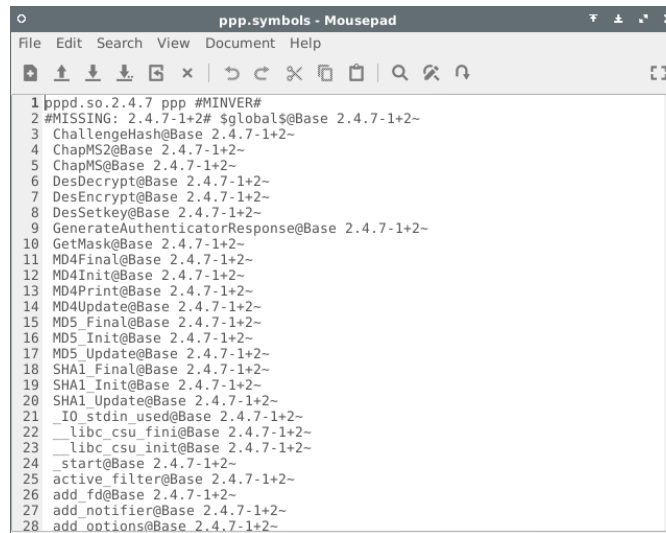 ppp.symbols - Mousepad
File Edit Search View Document Help
1 pppd.so.2.4.7 ppp #MINVER#
2 #MISSING: 2.4.7-1+2# $global$@Base 2.4.7-1+2~
3 ChallengeHash@Base 2.4.7-1+2~
4 ChapMS2@Base 2.4.7-1+2~
5 ChapMS@Base 2.4.7-1+2~
6 DesDecrypt@Base 2.4.7-1+2~
7 DesEncrypt@Base 2.4.7-1+2~
8 DesSetkey@Base 2.4.7-1+2~
9 GenerateAuthenticatorResponse@Base 2.4.7-1+2~
10 GetMask@Base 2.4.7-1+2~
11 MD4Final@Base 2.4.7-1+2~
12 MD4Init@Base 2.4.7-1+2~
13 MD4Print@Base 2.4.7-1+2~
14 MD4Update@Base 2.4.7-1+2~
15 MD5_Final@Base 2.4.7-1+2~
16 MD5_Init@Base 2.4.7-1+2~
17 MD5_Update@Base 2.4.7-1+2~
18 SHA1_Final@Base 2.4.7-1+2~
19 SHA1_Init@Base 2.4.7-1+2~
20 SHA1_Update@Base 2.4.7-1+2~
21 _IO_stdin_used@Base 2.4.7-1+2~
22 __libc_csu_fini@Base 2.4.7-1+2~
23 __libc_csu_init@Base 2.4.7-1+2~
24 _start@Base 2.4.7-1+2~
25 active_filter@Base 2.4.7-1+2~
26 add_fd@Base 2.4.7-1+2~
27 add_notifier@Base 2.4.7-1+2~
28 add_options@Base 2.4.7-1+2~